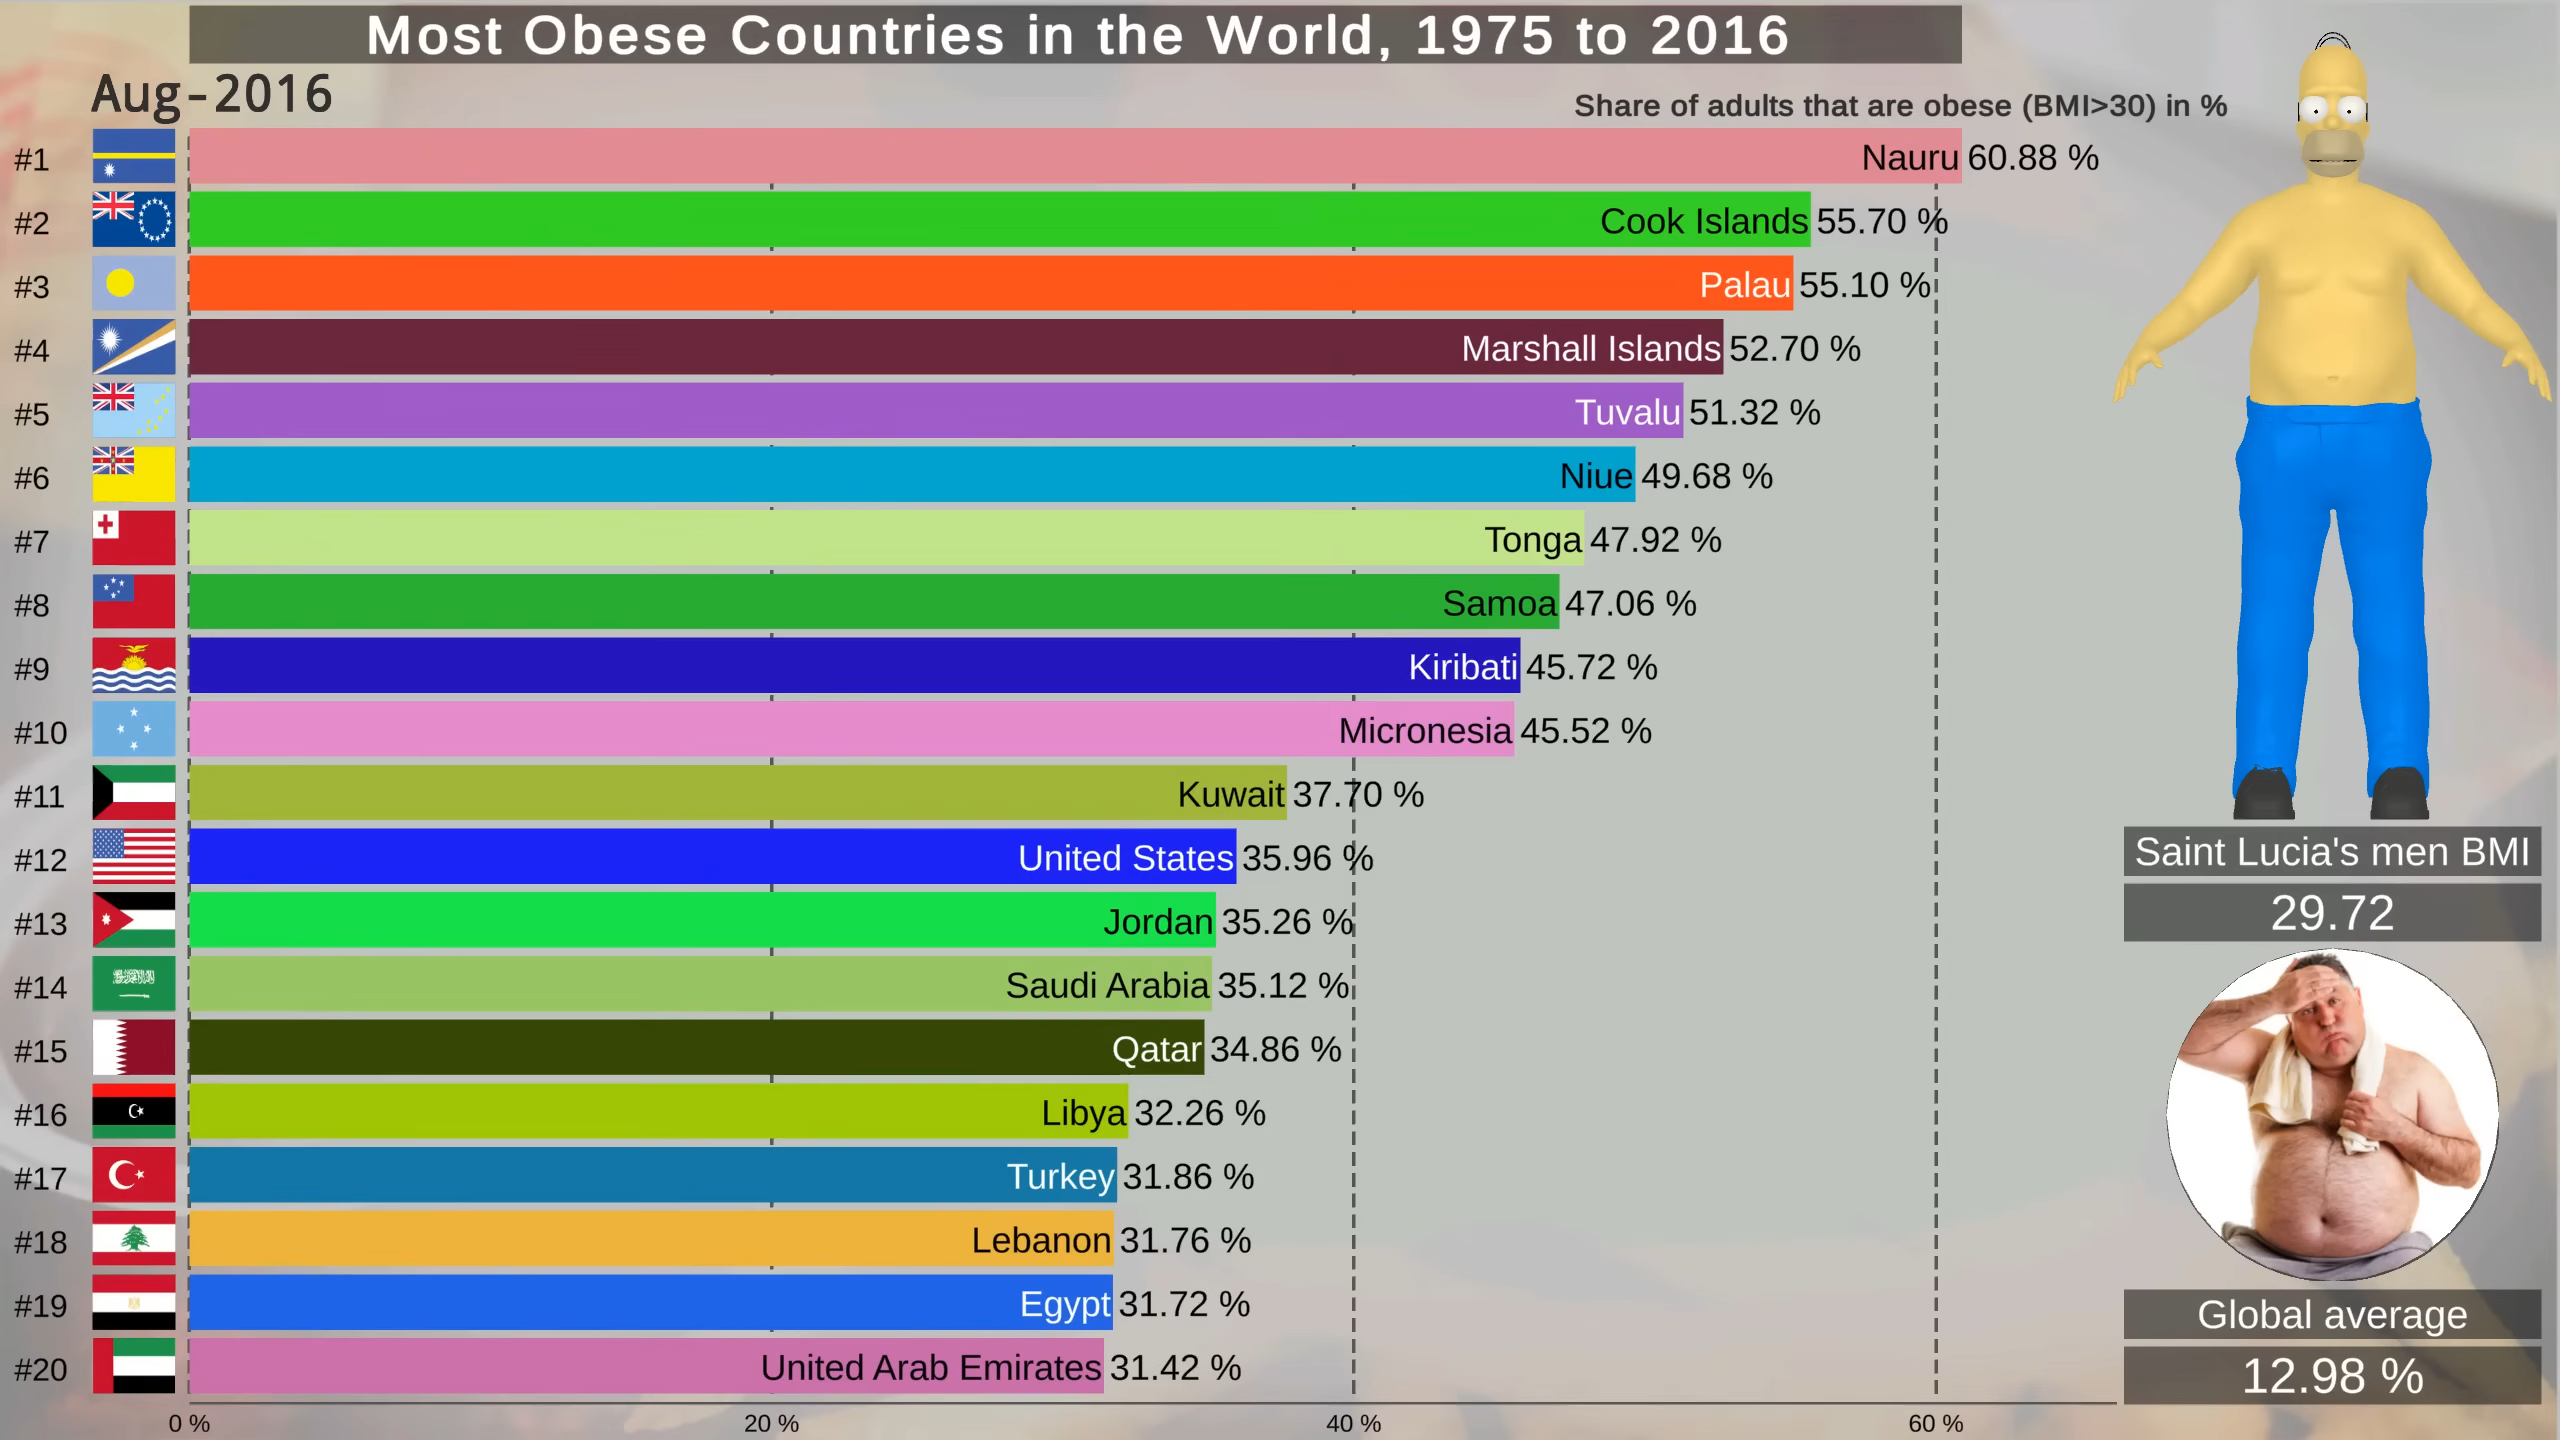 Most Obese Countries in the World, 1975 to 2016
Aug-2016
Share of adults that are obese (BMI>30) in %
#1 Nauru 60.88 %
#2 Cook Islands 55.70 %
#3 Palau 55.10 %
#4 Marshall Islands 52.70 %
#5 Tuvalu 51.32 %
#6 Niue 49.68 %
#7 Tonga 47.92 %
#8 Samoa 47.06 %
#9 Kiribati 45.72 %
#10 Micronesia 45.52 %
#11 Kuwait 37.70 %
#12 United States 35.96 %
#13 Jordan 35.26 %
#14 Saudi Arabia 35.12 %
#15 Qatar 34.86 %
#16 Libya 32.26 %
#17 Turkey 31.86 %
#18 Lebanon 31.76 %
#19 Egypt 31.72 %
#20 United Arab Emirates 31.42 %
0 % 20 % 40 % 60 %
Saint Lucia's men BMI
29.72
Global average
12.98 %